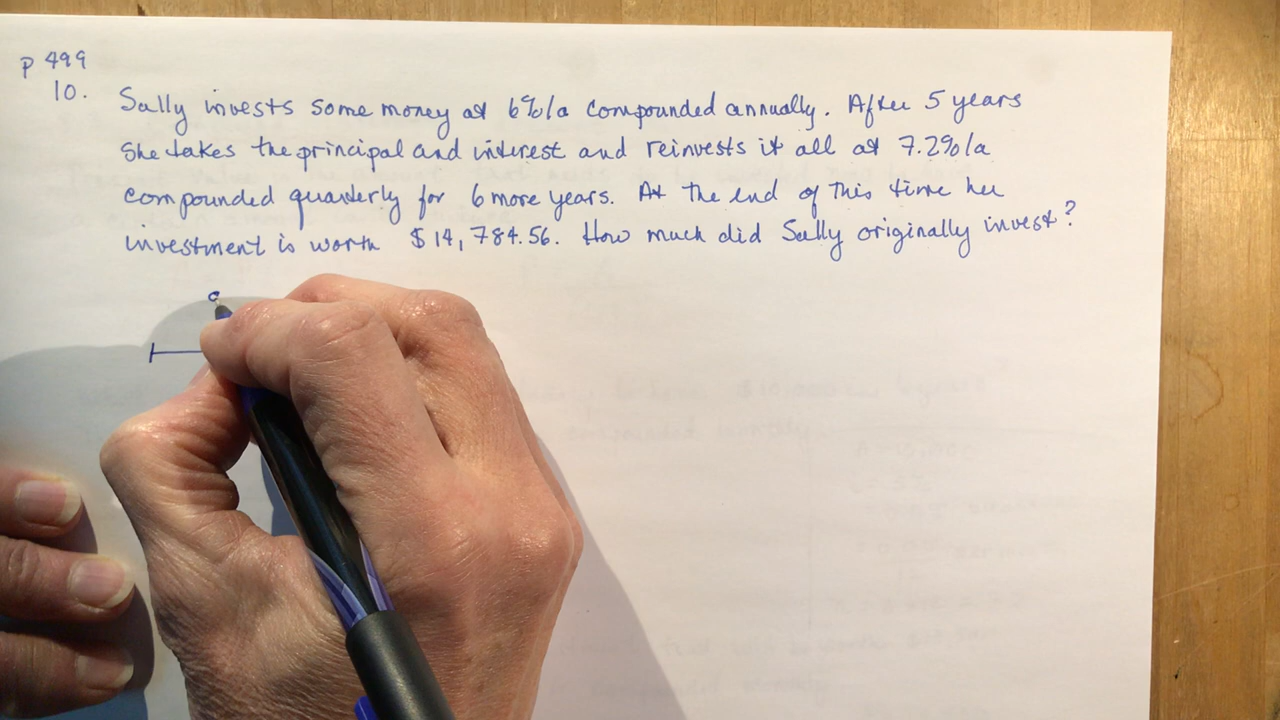 p 499
10. Sally invests some money at 6%/a compounded annually. After 5 years
she takes the principal and interest and reinvests it all at 7.2%/a
compounded quarterly for 6 more years. At the end of this time her
investment is worth $14,784.56. How much did Sally originally invest?